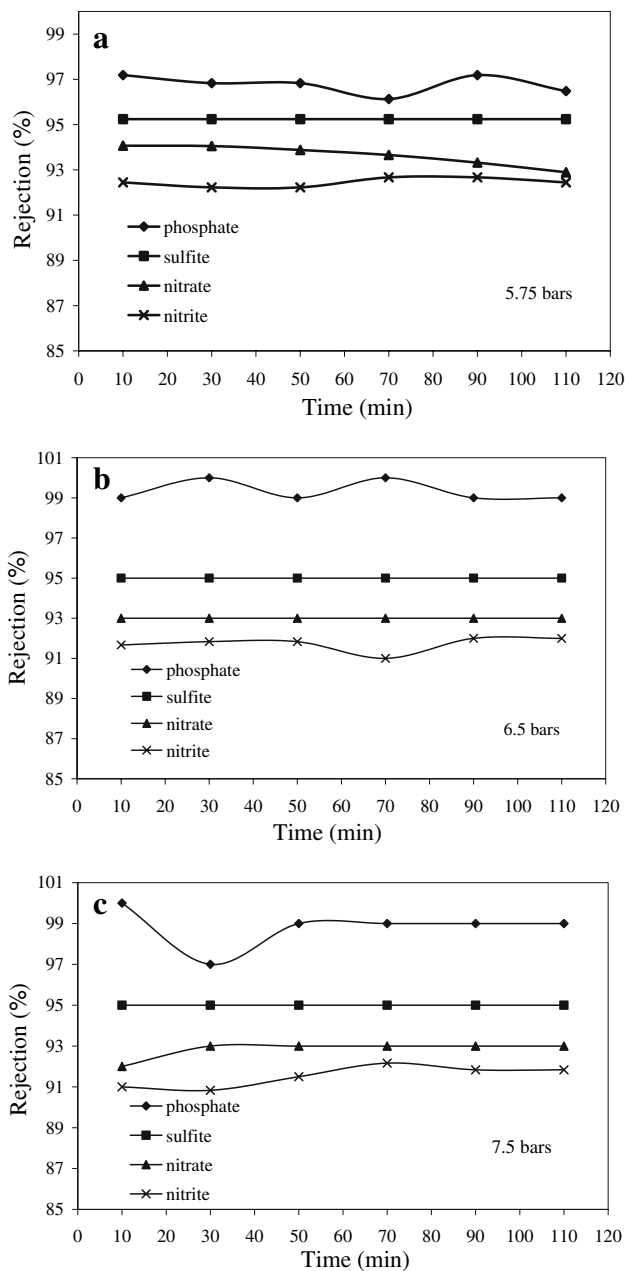 a
Rejection (%)
99
97
95
93
91
89
87
85
phosphate
sulfite
nitrate
nitrite
5.75 bars
0 10 20 30 40 50 60 70 80 90 100 110 120
Time (min)
b
Rejection (%)
101
99
97
95
93
91
89
87
85
phosphate
sulfite
nitrate
nitrite
6.5 bars
0 10 20 30 40 50 60 70 80 90 100 110 120
Time (min)
c
Rejection (%)
101
99
97
95
93
91
89
87
85
phosphate
sulfite
nitrate
nitrite
7.5 bars
0 10 20 30 40 50 60 70 80 90 100 110 120
Time (min)